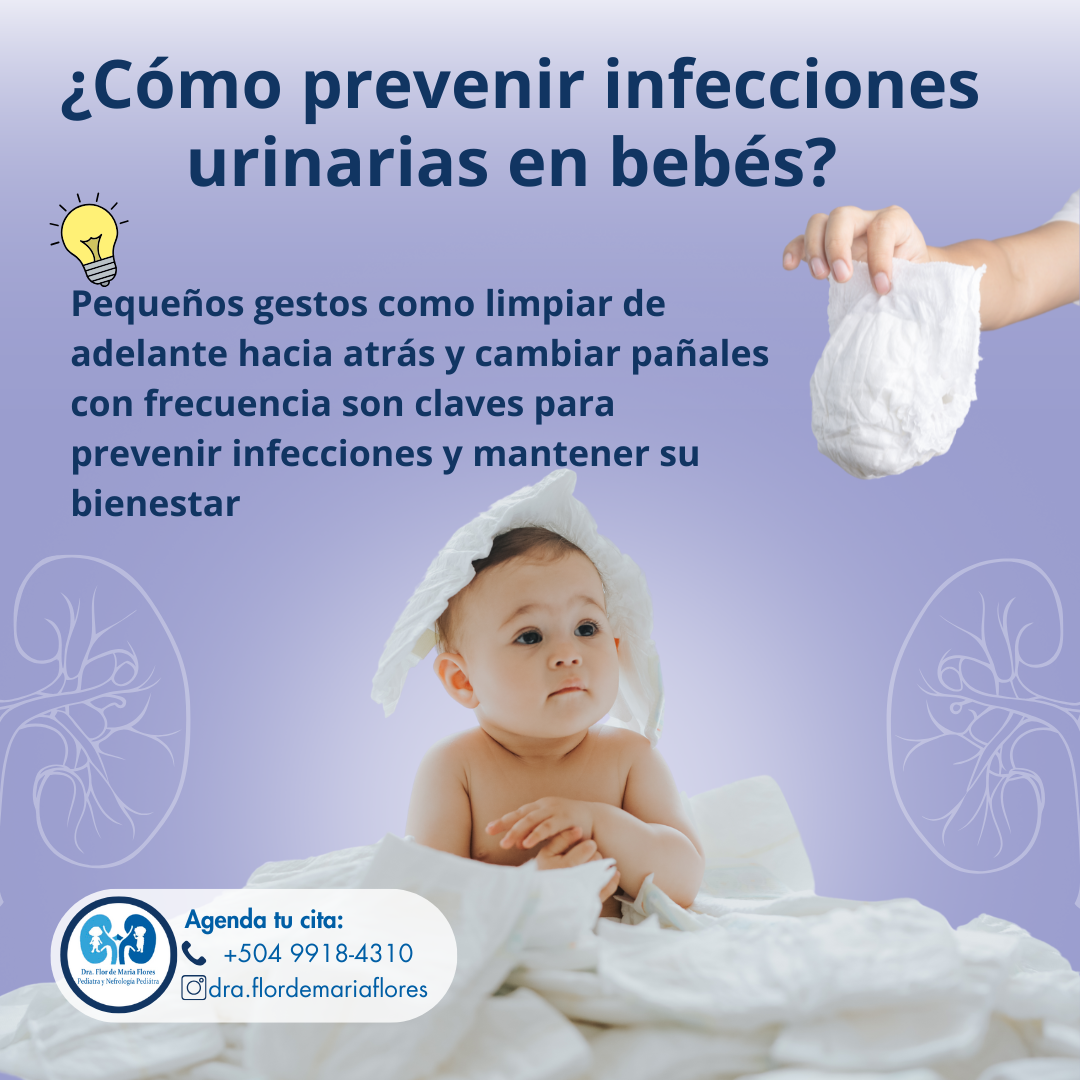 ¿Cómo prevenir infecciones
urinarias en bebés?
Pequeños gestos como limpiar de
adelante hacia atrás y cambiar pañales
con frecuencia son claves para
prevenir infecciones y mantener su
bienestar
Agenda tu cita:
+504 9918-4310
dra.flordemariaflores
Dra. Flor de Maria Flores
Pediatra y Nefrología Pediátra